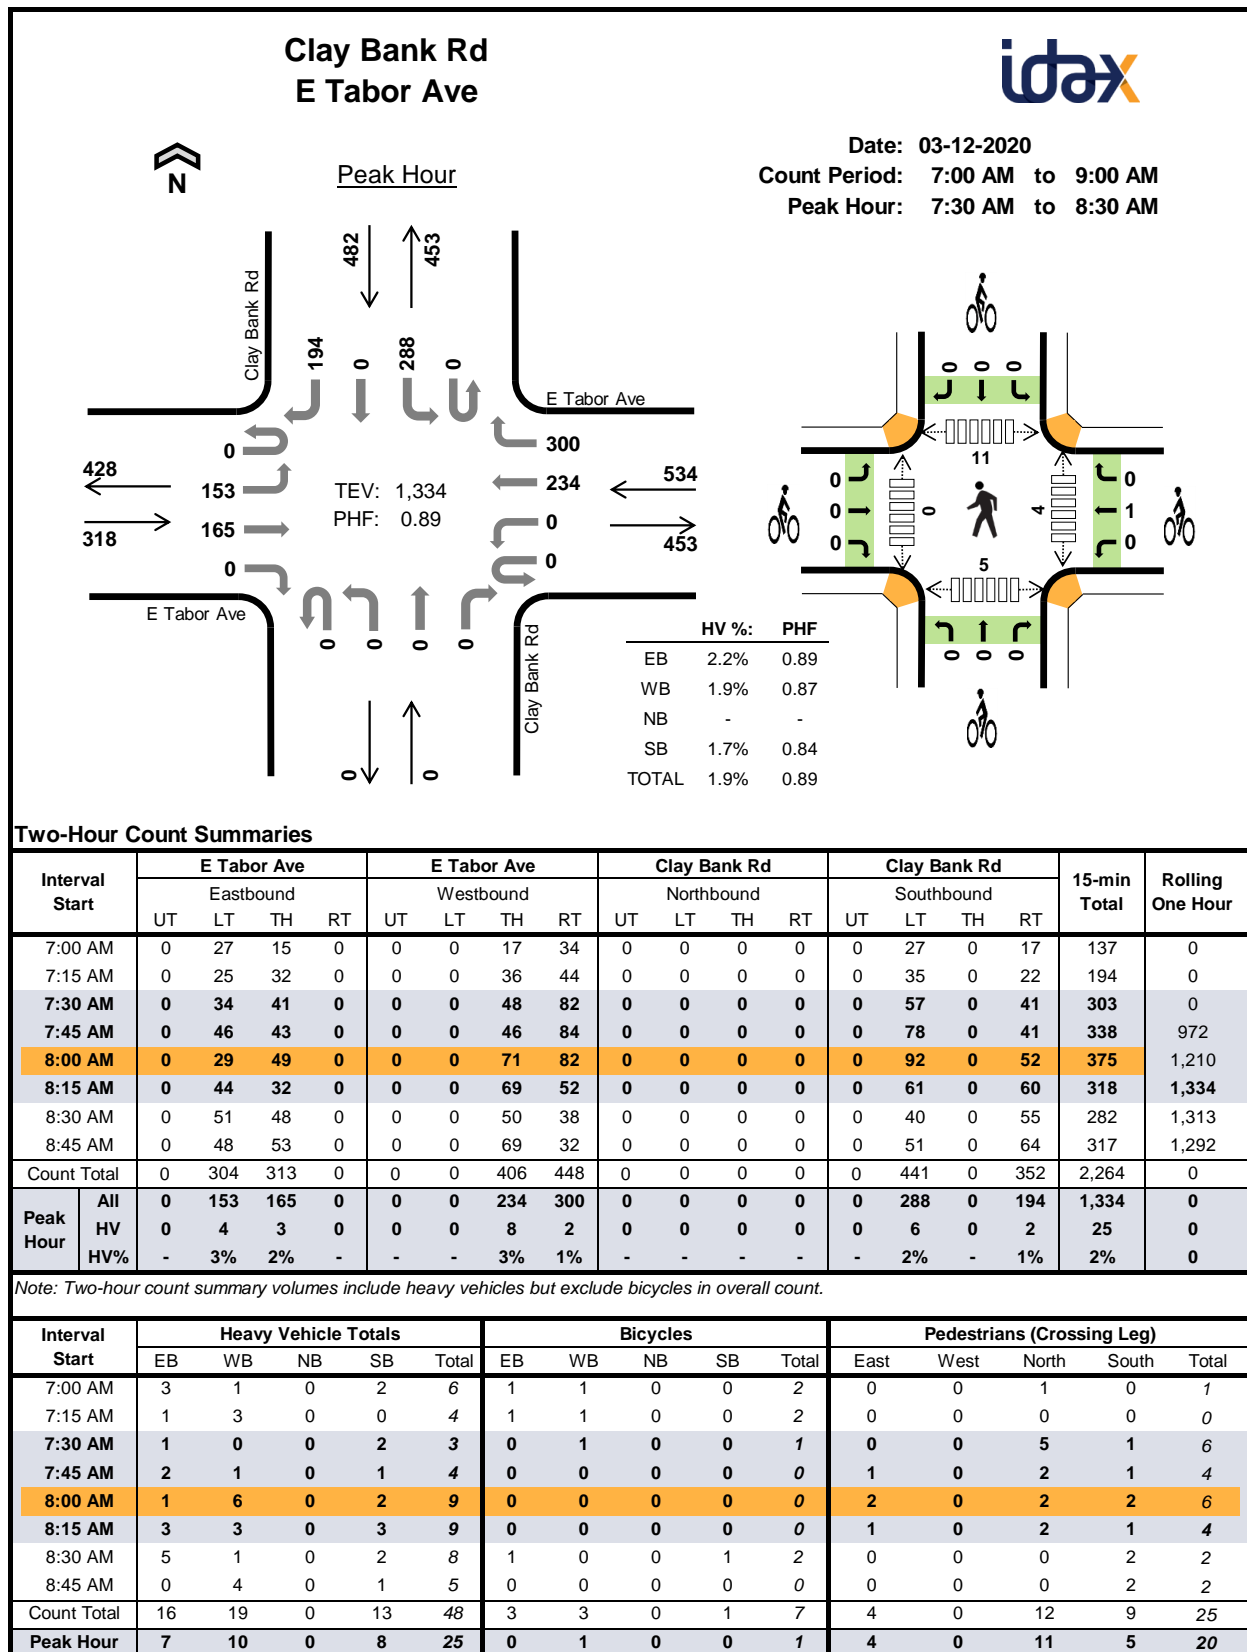 Clay Bank Rd
E Tabor Ave
idax
Date: 03-12-2020
Count Period: 7:00 AM to 9:00 AM
Peak Hour: 7:30 AM to 8:30 AM
N
Peak Hour
482 453
Clay Bank Rd
194 0 288 0
E Tabor Ave
0 300
428 153 TEV: 1,334 234 534
318 165 PHF: 0.89 0 453
0 0
E Tabor Ave
0 0 0 0
Clay Bank Rd
0 0
0 0 0
11
0 0 0
0 4
0 1 0
5
0 0 0
HV %: PHF
EB 2.2% 0.89
WB 1.9% 0.87
NB - -
SB 1.7% 0.84
TOTAL 1.9% 0.89
Two-Hour Count Summaries
Interval Start E Tabor Ave E Tabor Ave Clay Bank Rd Clay Bank Rd 15-min Total Rolling One Hour
Eastbound Westbound Northbound Southbound
UT LT TH RT UT LT TH RT UT LT TH RT UT LT TH RT
7:00 AM 0 27 15 0 0 0 17 34 0 0 0 0 0 27 0 17 137 0
7:15 AM 0 25 32 0 0 0 36 44 0 0 0 0 0 35 0 22 194 0
7:30 AM 0 34 41 0 0 0 48 82 0 0 0 0 0 57 0 41 303 0
7:45 AM 0 46 43 0 0 0 46 84 0 0 0 0 0 78 0 41 338 972
8:00 AM 0 29 49 0 0 0 71 82 0 0 0 0 0 92 0 52 375 1,210
8:15 AM 0 44 32 0 0 0 69 52 0 0 0 0 0 61 0 60 318 1,334
8:30 AM 0 51 48 0 0 0 50 38 0 0 0 0 0 40 0 55 282 1,313
8:45 AM 0 48 53 0 0 0 69 32 0 0 0 0 0 51 0 64 317 1,292
Count Total 0 304 313 0 0 0 406 448 0 0 0 0 0 441 0 352 2,264 0
Peak Hour All 0 153 165 0 0 0 234 300 0 0 0 0 0 288 0 194 1,334 0
HV 0 4 3 0 0 0 8 2 0 0 0 0 0 6 0 2 25 0
HV% - 3% 2% - - - 3% 1% - - - - - 2% - 1% 2% 0
Note: Two-hour count summary volumes include heavy vehicles but exclude bicycles in overall count.
Interval Start Heavy Vehicle Totals Bicycles Pedestrians (Crossing Leg)
EB WB NB SB Total EB WB NB SB Total East West North South Total
7:00 AM 3 1 0 2 6 1 1 0 0 2 0 0 1 0 1
7:15 AM 1 3 0 0 4 1 1 0 0 2 0 0 0 0 0
7:30 AM 1 0 0 2 3 0 1 0 0 1 0 0 5 1 6
7:45 AM 2 1 0 1 4 0 0 0 0 0 1 0 2 1 4
8:00 AM 1 6 0 2 9 0 0 0 0 0 2 0 2 2 6
8:15 AM 3 3 0 3 9 0 0 0 0 0 1 0 2 1 4
8:30 AM 5 1 0 2 8 1 0 0 1 2 0 0 0 2 2
8:45 AM 0 4 0 1 5 0 0 0 0 0 0 0 0 2 2
Count Total 16 19 0 13 48 3 3 0 1 7 4 0 12 9 25
Peak Hour 7 10 0 8 25 0 1 0 0 1 4 0 11 5 20